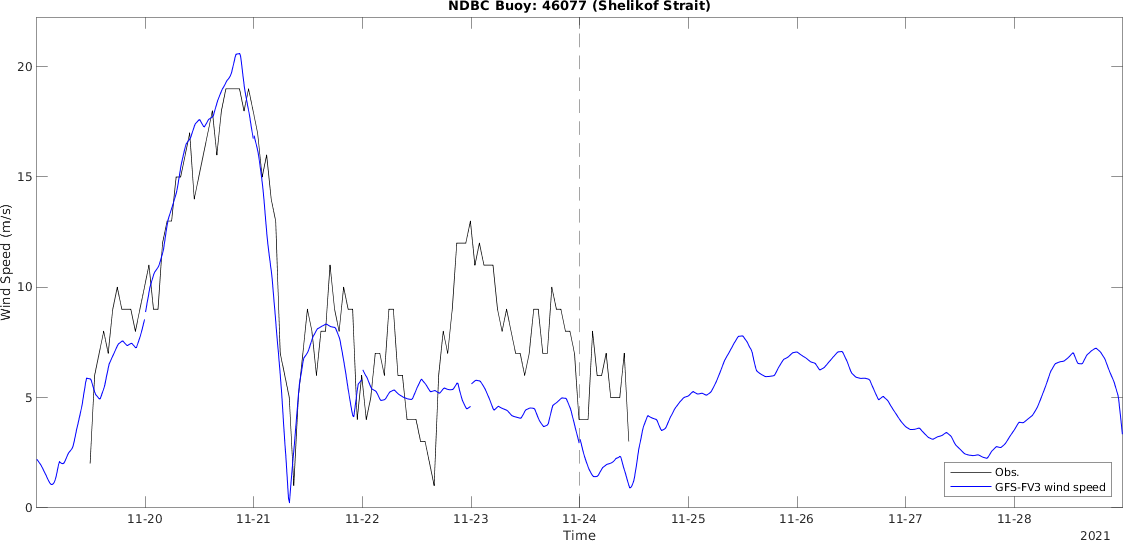 NDBC Buoy: 46077 (Shelikof Strait)
Wind Speed (m/s)
20
15
10
5
0
11-20 11-21 11-22 11-23 11-24 11-25 11-26 11-27 11-28
Time
2021
Obs.
GFS-FV3 wind speed